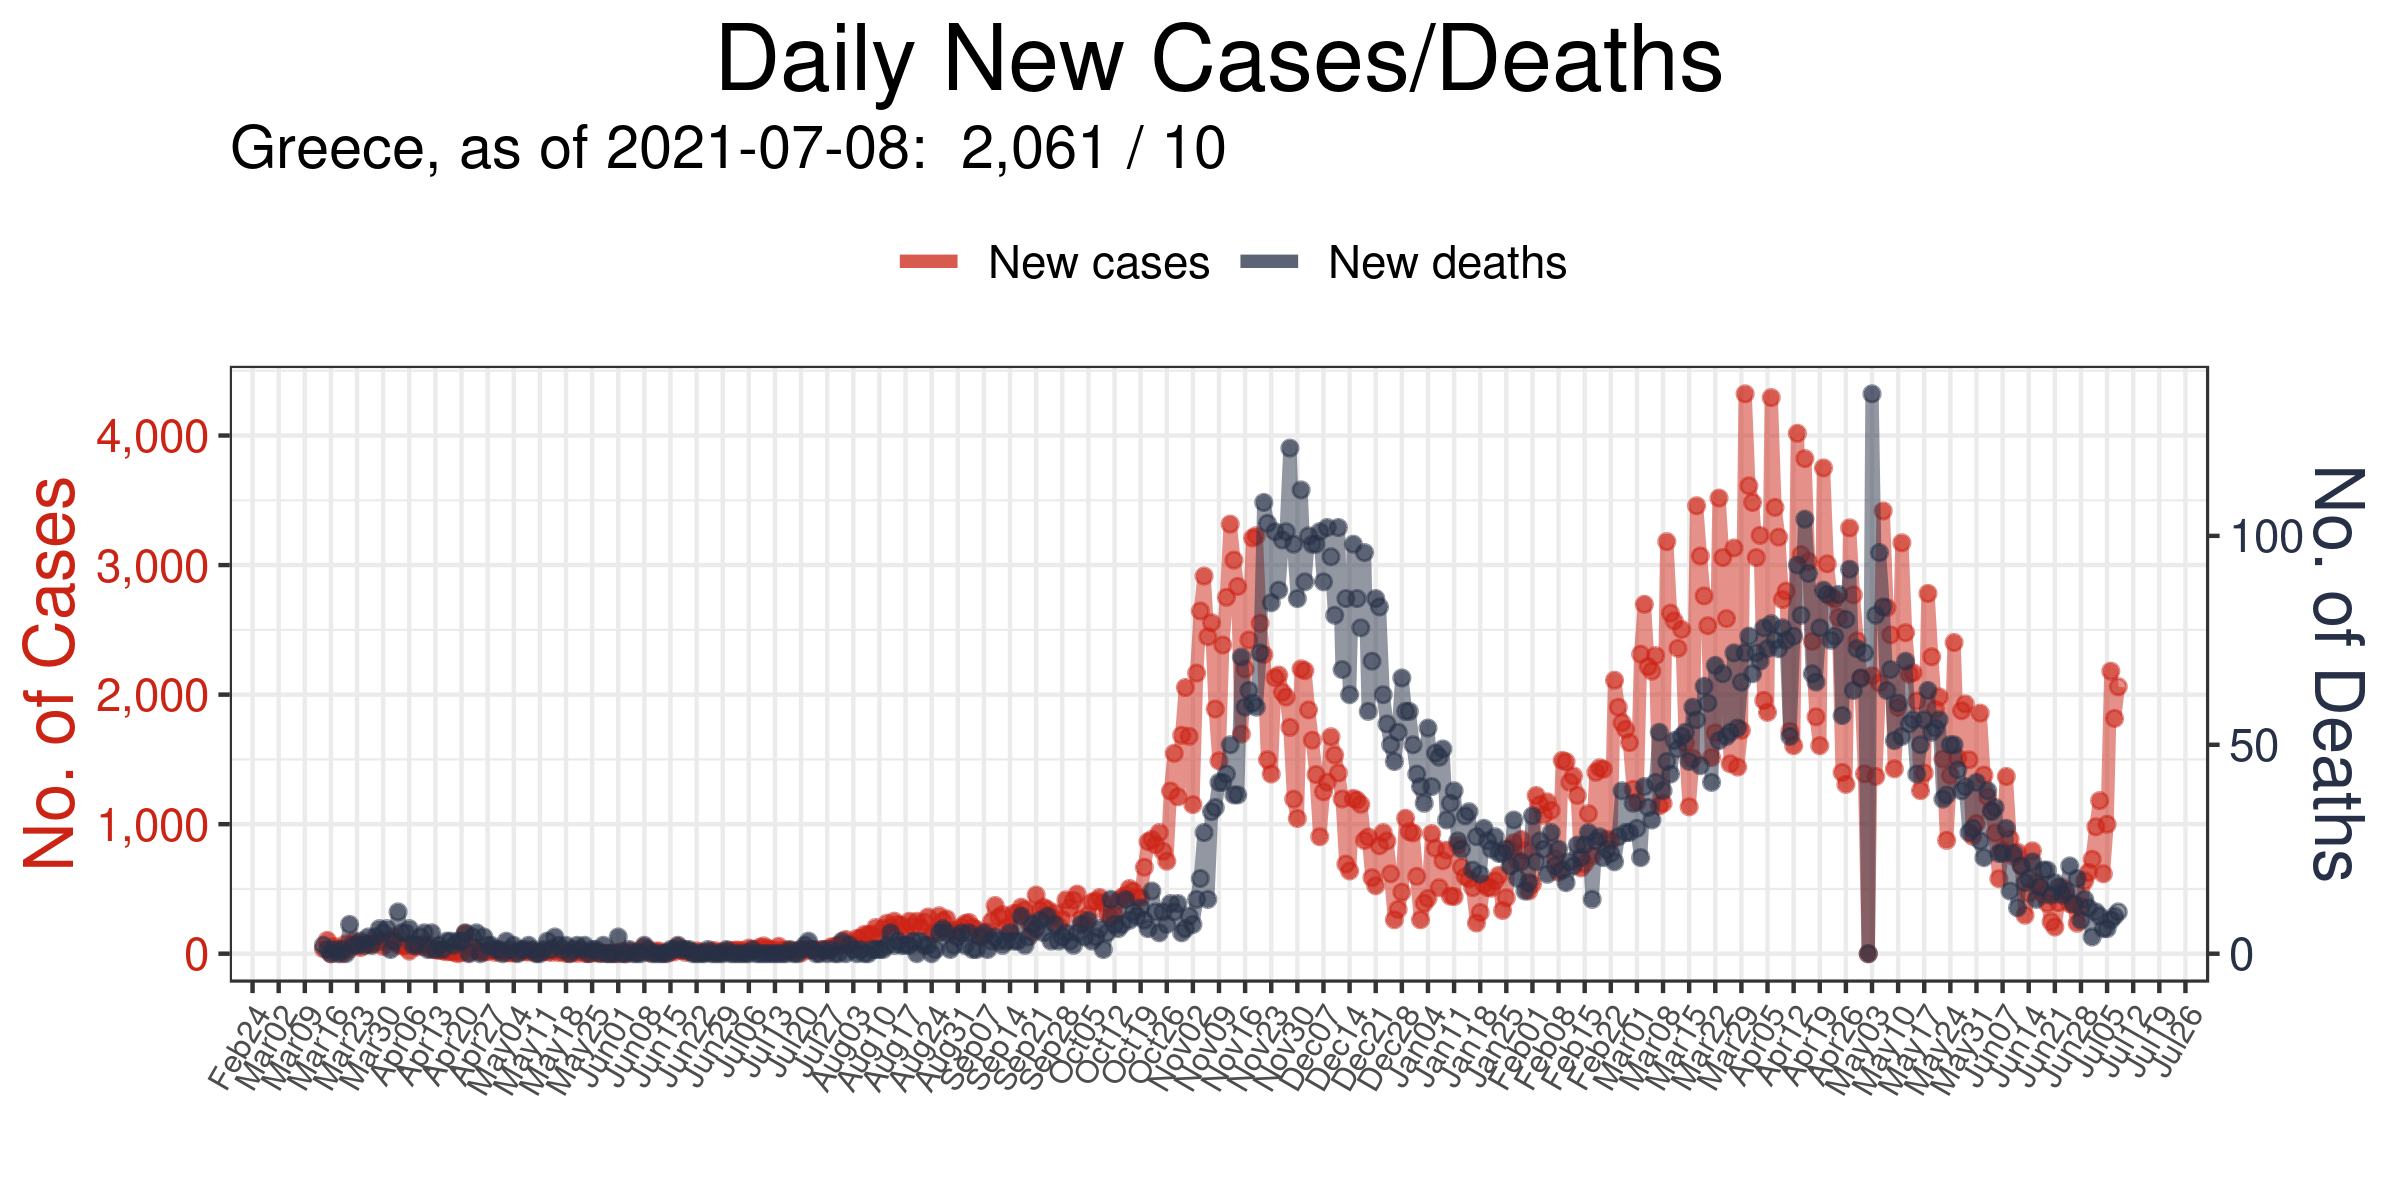 Daily New Cases/Deaths
Greece, as of 2021-07-08:  2,061 / 10
New cases
New deaths
No. of Cases
4,000
3,000
2,000
1,000
0
100
50
0
No. of Deaths
Feb24
Mar02
Mar09
Mar16
Mar23
Mar30
Apr06
Apr13
Apr20
Apr27
May04
May11
May18
May25
Jun01
Jun08
Jun15
Jun22
Jun29
Jul06
Jul13
Jul20
Jul27
Aug03
Aug10
Aug17
Aug24
Aug31
Sep07
Sep14
Sep21
Sep28
Oct05
Oct12
Oct19
Oct26
Nov02
Nov09
Nov16
Nov23
Nov30
Dec07
Dec14
Dec21
Dec28
Jan04
Jan11
Jan18
Jan25
Feb01
Feb08
Feb15
Feb22
Mar01
Mar08
Mar15
Mar22
Mar29
Apr05
Apr12
Apr19
Apr26
May03
May10
May17
May24
May31
Jun07
Jun14
Jun21
Jun28
Jul05
Jul12
Jul19
Jul26